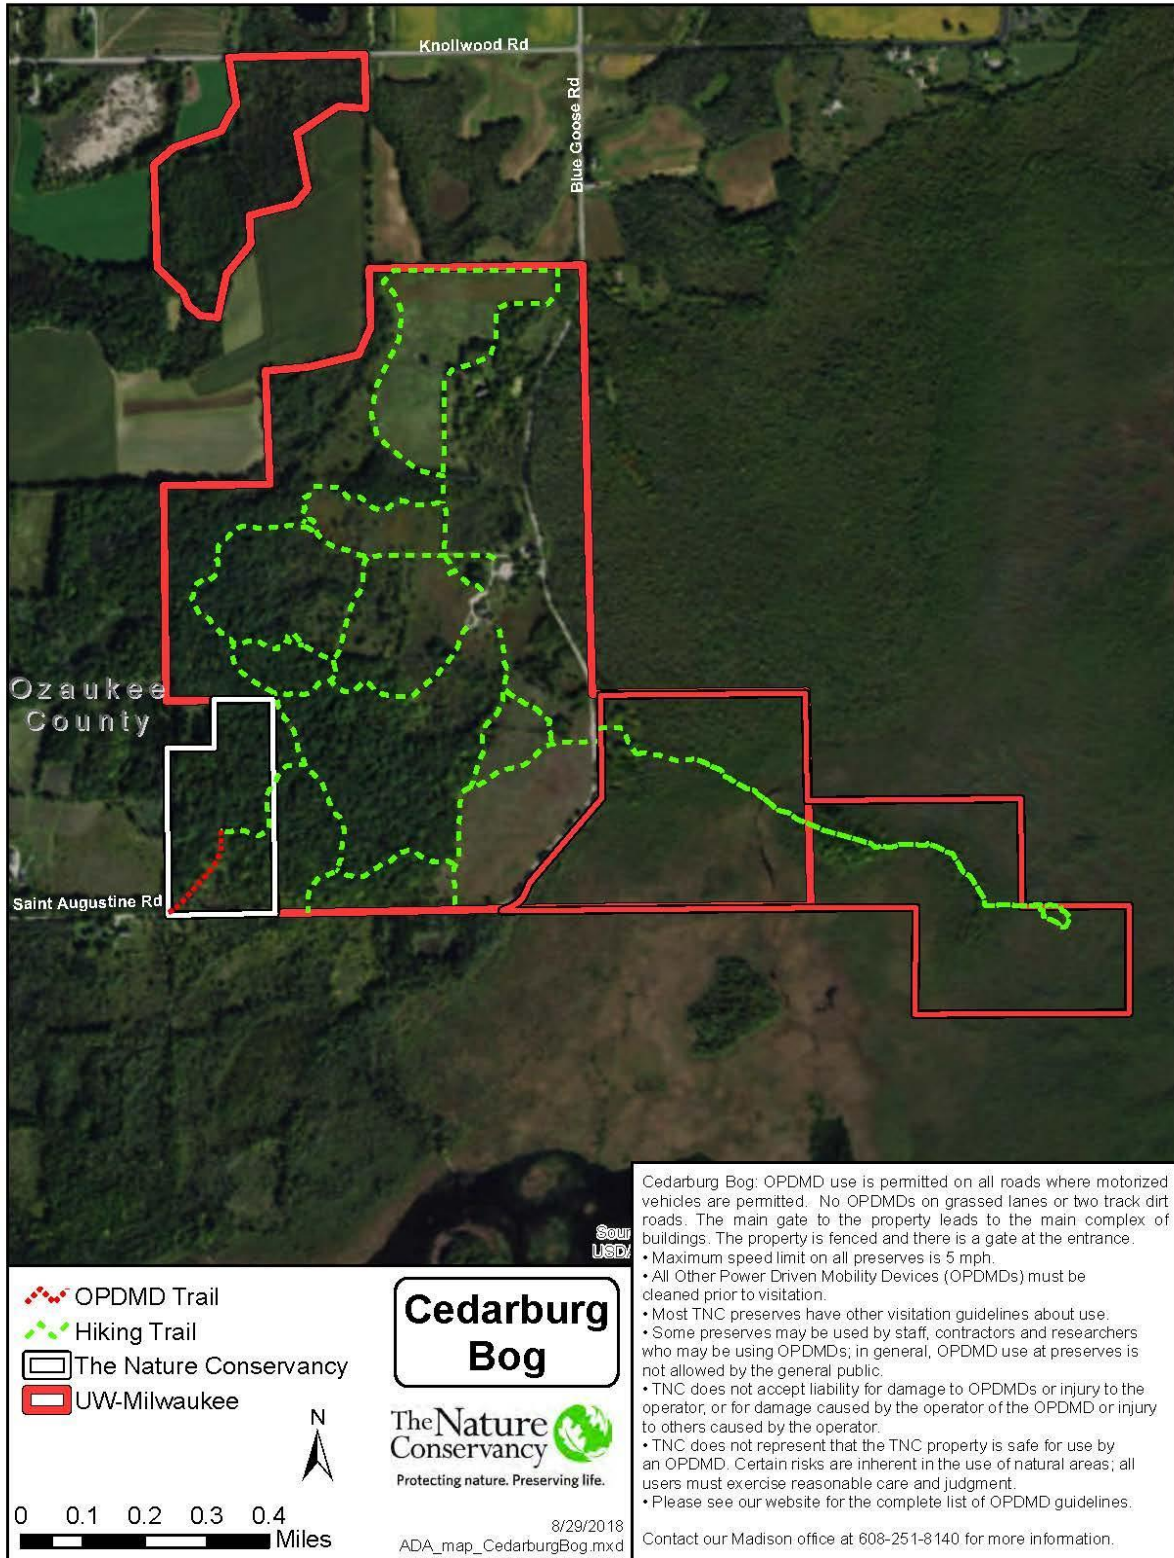 Knollwood Rd
Blue Goose Rd
Ozaukee
County
Saint Augustine Rd
USDA
Cedarburg Bog: OPDMD use is permitted on all roads where motorized
vehicles are permitted. No OPDMDs on grassed lanes or two track dirt
roads. The main gate to the property leads to the main complex of
buildings. The property is fenced and there is a gate at the entrance.
• Maximum speed limit on all preserves is 5 mph.
• All Other Power Driven Mobility Devices (OPDMDs) must be
cleaned prior to visitation.
• Most TNC preserves have other visitation guidelines about use.
• Some preserves may be used by staff, contractors and researchers
who may be using OPDMDs; in general, OPDMD use at preserves is
not allowed by the general public.
• TNC does not accept liability for damage to OPDMDs or injury to the
operator, or for damage caused by the operator of the OPDMD or injury
to others caused by the operator.
• TNC does not represent that the TNC property is safe for use by
an OPDMD. Certain risks are inherent in the use of natural areas; all
users must exercise reasonable care and judgment.
• Please see our website for the complete list of OPDMD guidelines.
Contact our Madison office at 608-251-8140 for more information.
OPDMD Trail
Hiking Trail
The Nature Conservancy
UW-Milwaukee
N
0 0.1 0.2 0.3 0.4
Miles
Cedarburg
Bog
The Nature
Conservancy
Protecting nature. Preserving life.
8/29/2018
ADA_map_CedarburgBog.mxd